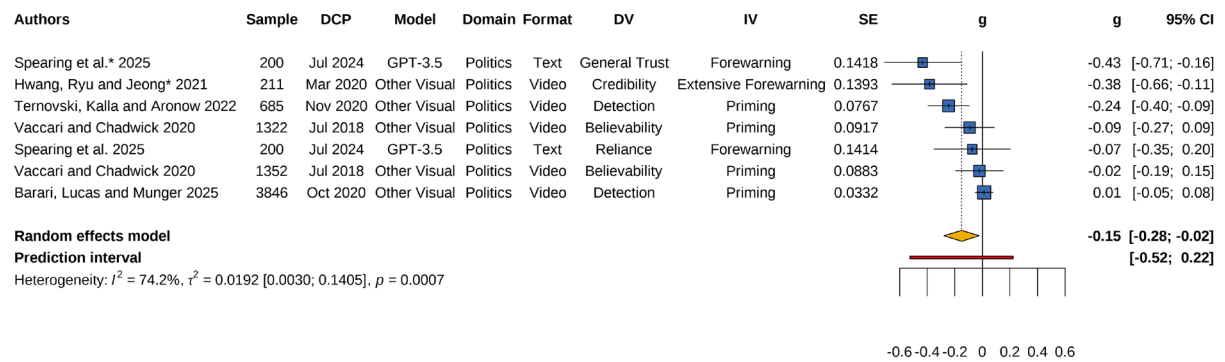 Authors Sample DCP Model Domain Format DV IV SE g g 95% CI
Spearing et al.* 2025 200 Jul 2024 GPT-3.5 Politics Text General Trust Forewarning 0.1418 -0.43 [-0.71; -0.16]
Hwang, Ryu and Jeong* 2021 211 Mar 2020 Other Visual Politics Video Credibility Extensive Forewarning 0.1393 -0.38 [-0.66; -0.11]
Ternovski, Kalla and Aronow 2022 685 Nov 2020 Other Visual Politics Video Detection Priming 0.0767 -0.24 [-0.40; -0.09]
Vaccari and Chadwick 2020 1322 Jul 2018 Other Visual Politics Video Believability Priming 0.0917 -0.09 [-0.27; 0.09]
Spearing et al. 2025 200 Jul 2024 GPT-3.5 Politics Text Reliance Forewarning 0.1414 -0.07 [-0.35; 0.20]
Vaccari and Chadwick 2020 1352 Jul 2018 Other Visual Politics Video Believability Priming 0.0883 -0.02 [-0.19; 0.15]
Barari, Lucas and Munger 2025 3846 Oct 2020 Other Visual Politics Video Detection Priming 0.0332 0.01 [-0.05; 0.08]
Random effects model -0.15 [-0.28; -0.02]
Prediction interval [-0.52; 0.22]
Heterogeneity: I² = 74.2%, τ² = 0.0192 [0.0030; 0.1405], p = 0.0007
-0.6 -0.4 -0.2 0 0.2 0.4 0.6